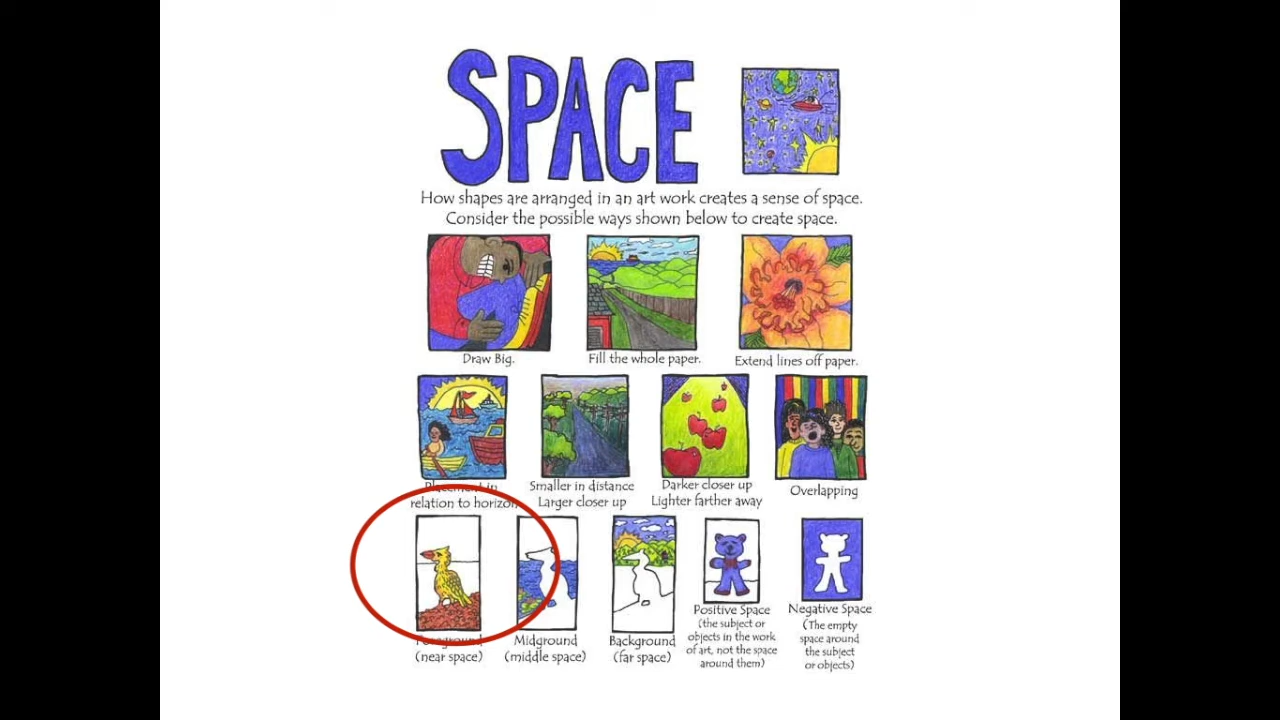 SPACE
How shapes are arranged in an art work creates a sense of space.
Consider the possible ways shown below to create space.
Draw Big.
Fill the whole paper.
Extend lines off paper.
Placement in
relation to horizon
Smaller in distance
Larger closer up
Darker closer up
Lighter farther away
Overlapping
Foreground
(near space)
Midground
(middle space)
Background
(far space)
Positive Space
(the subject or
objects in the work
of art, not the space
around them)
Negative Space
(The empty
space around
the subject
or objects)